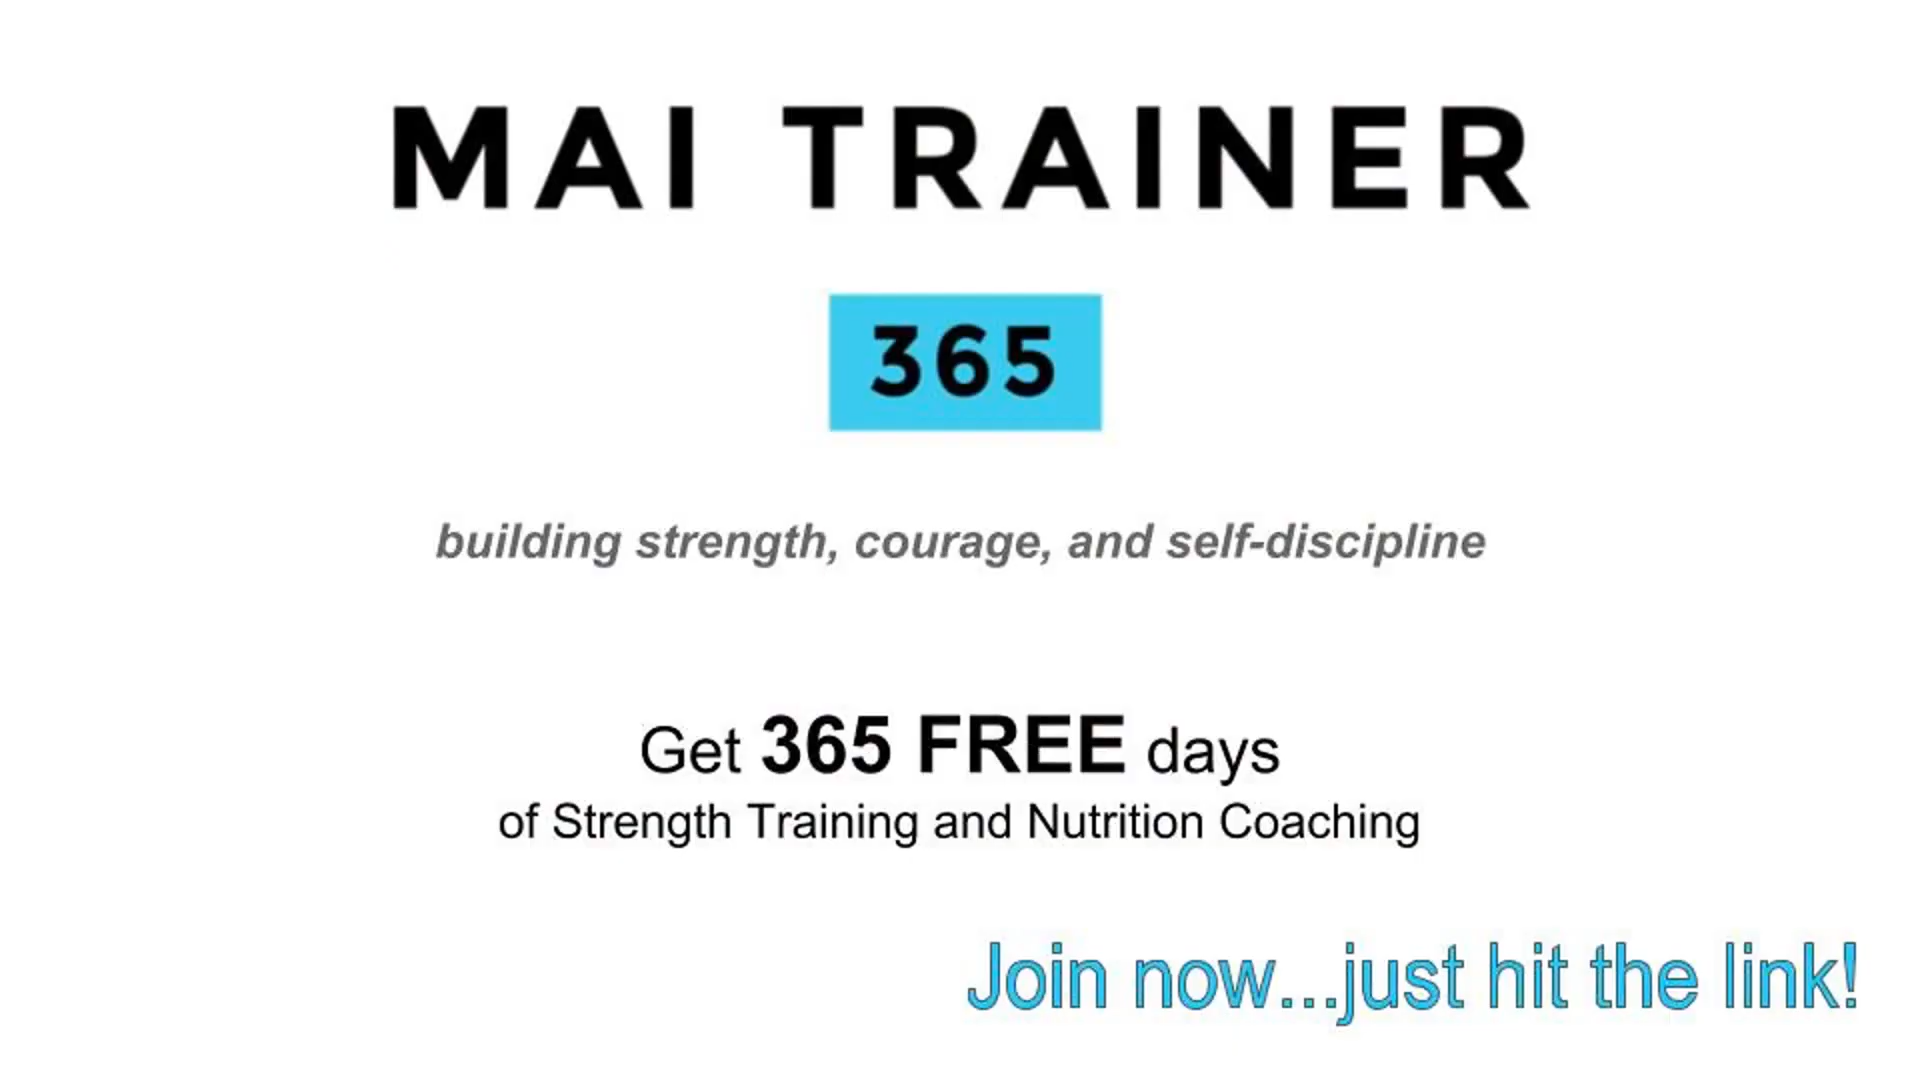 MAI TRAINER
365
building strength, courage, and self-discipline
Get 365 FREE days
of Strength Training and Nutrition Coaching
Join now...just hit the link!